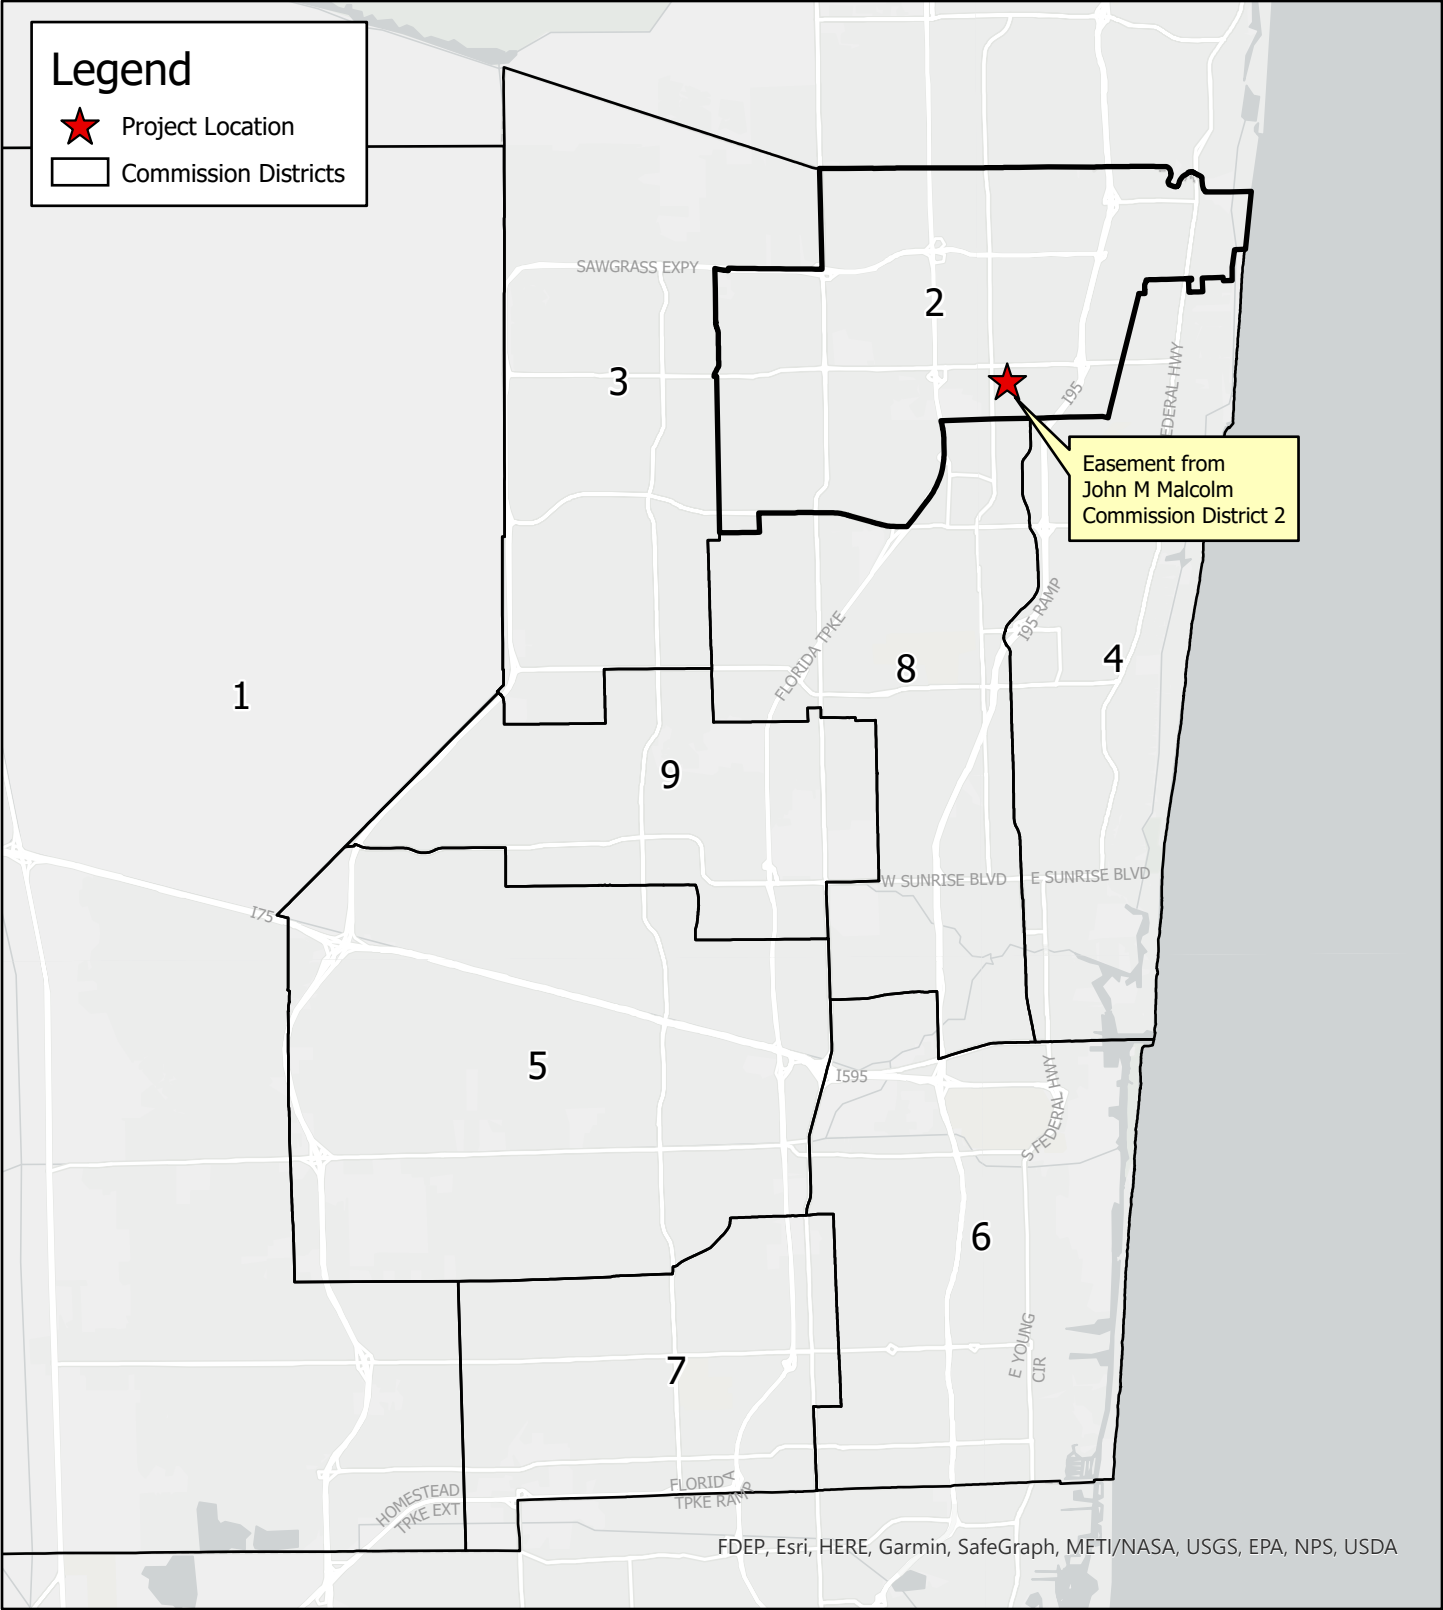 Legend
Project Location
Commission Districts
SAWGRASS EXPY
2
3
I95
EDERAL HWY
Easement from
John M Malcolm
Commission District 2
I95 RAMP
FLORIDA TPKE
8
4
1
9
W SUNRISE BLVD
E SUNRISE BLVD
I75
5
I595
S FEDERAL HWY
6
E YOUNG
CIR
7
FLORIDA
TPKE RAMP
HOMESTEAD
TPKE EXT
FDEP, Esri, HERE, Garmin, SafeGraph, METI/NASA, USGS, EPA, NPS, USDA